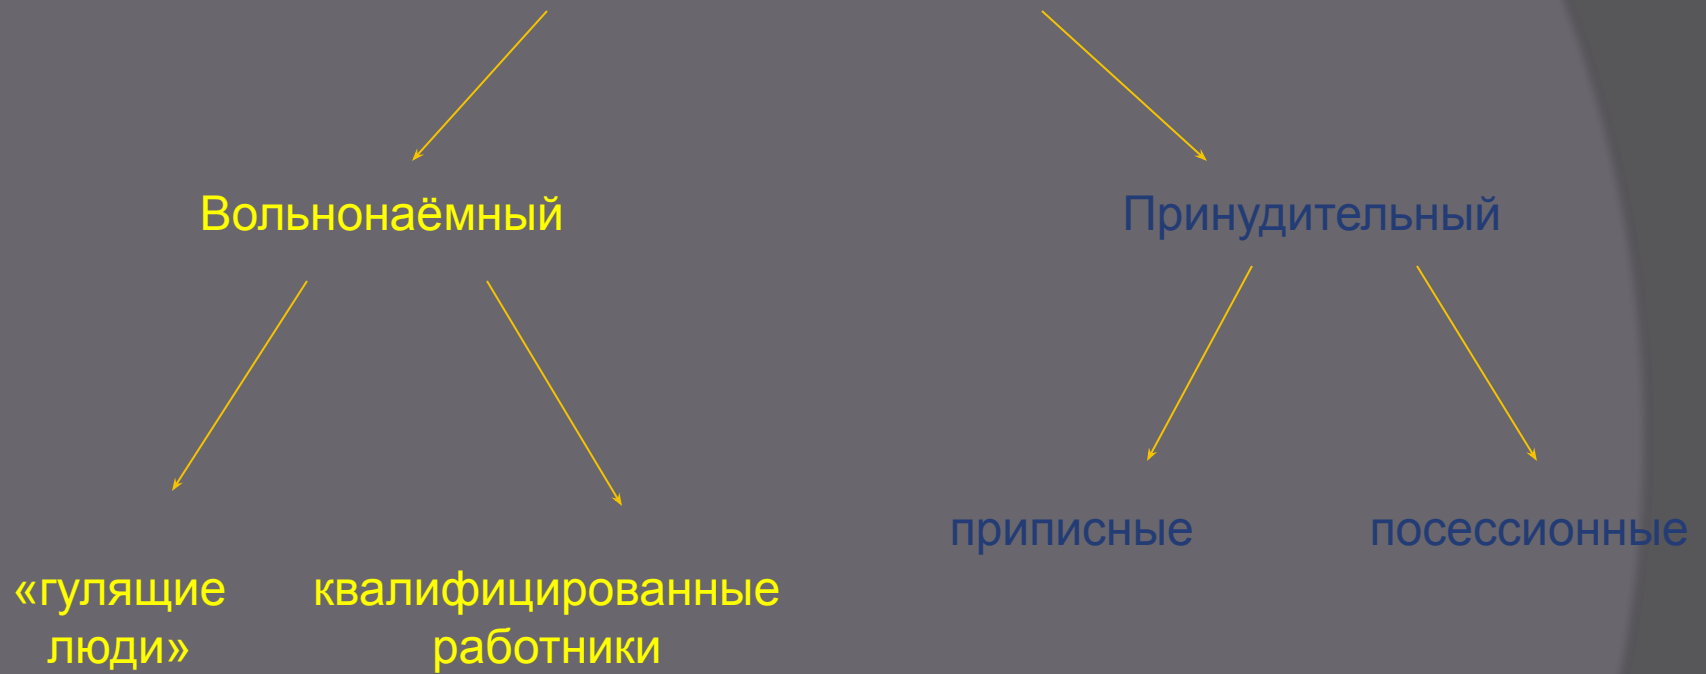 Вольнонаёмный
Принудительный
приписные
посессионные
«гулящие
люди»
квалифицированные
работники